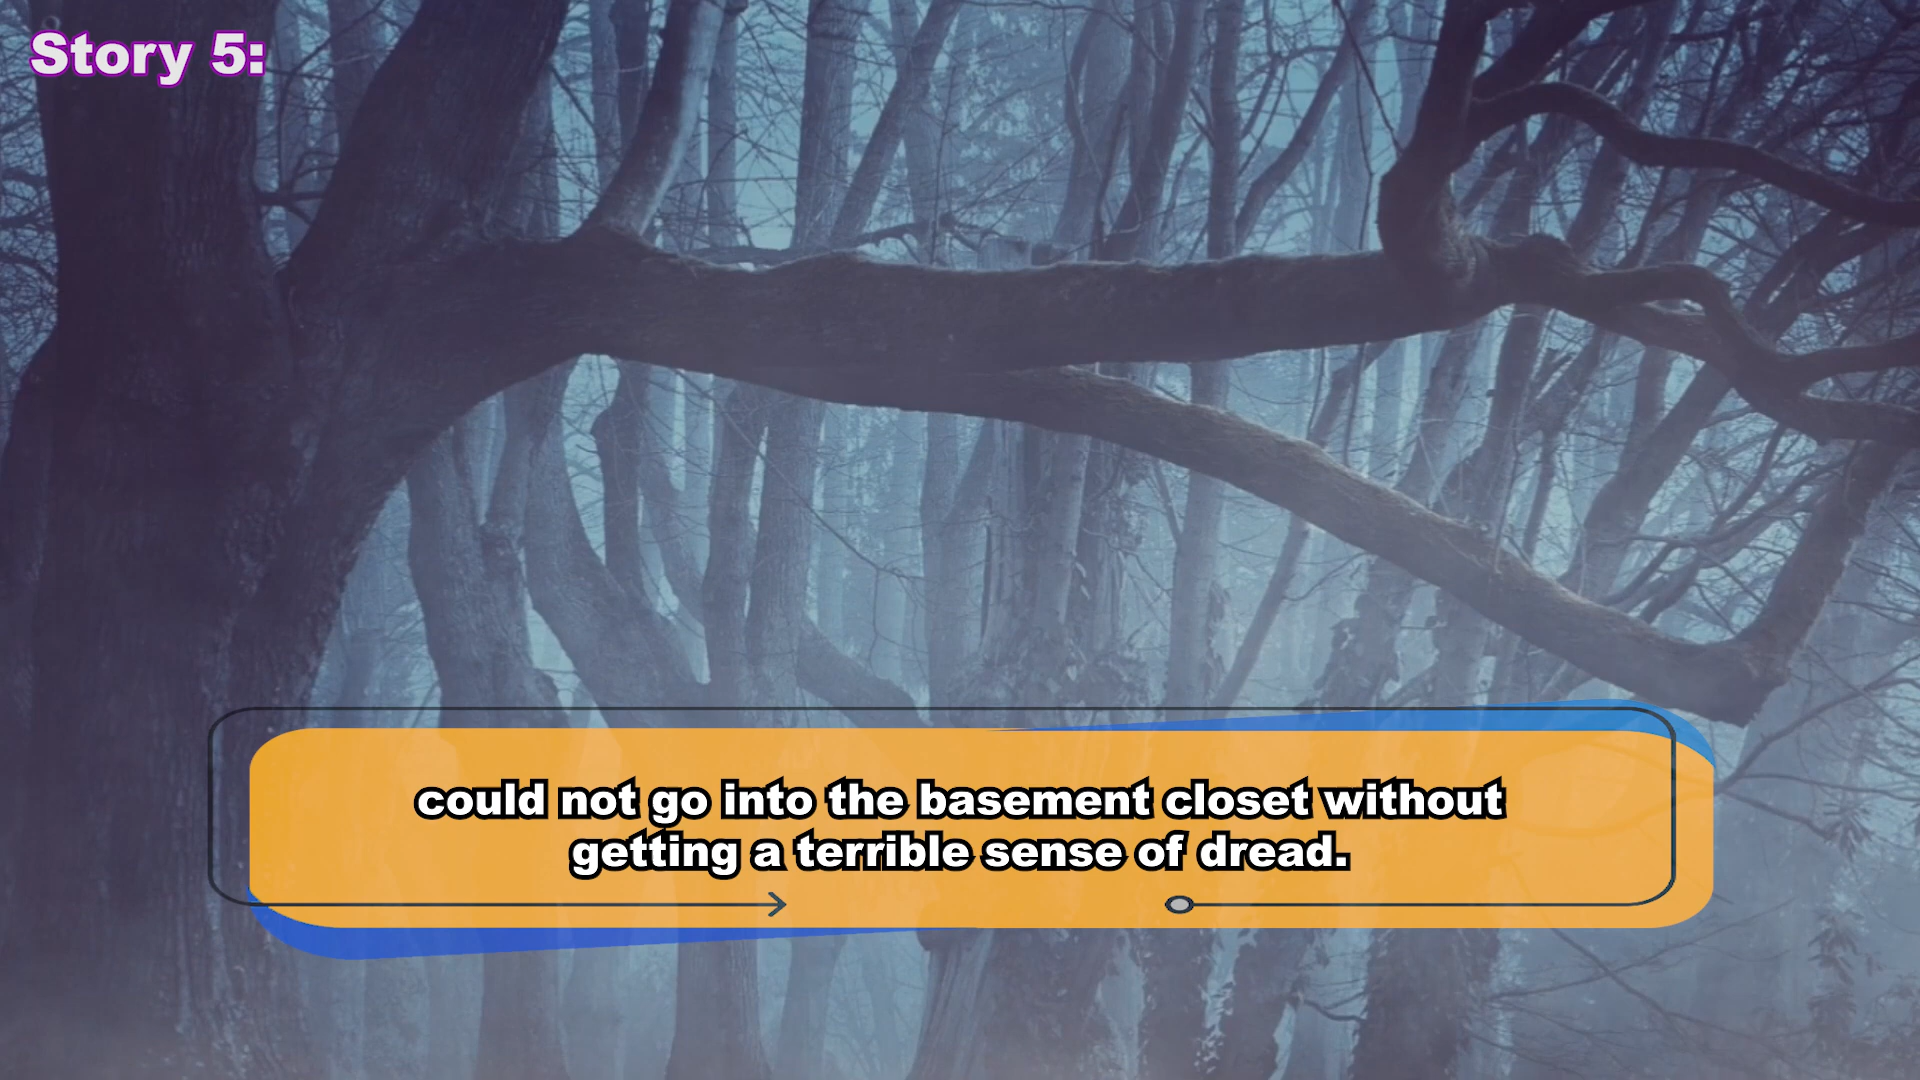 Story 5:
could not go into the basement closet without
getting a terrible sense of dread.